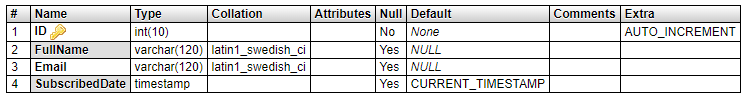 # Name Type Collation Attributes Null Default Comments Extra
1 ID int(10) No None AUTO_INCREMENT
2 FullName varchar(120) latin1_swedish_ci Yes NULL
3 Email varchar(120) latin1_swedish_ci Yes NULL
4 SubscribedDate timestamp Yes CURRENT_TIMESTAMP